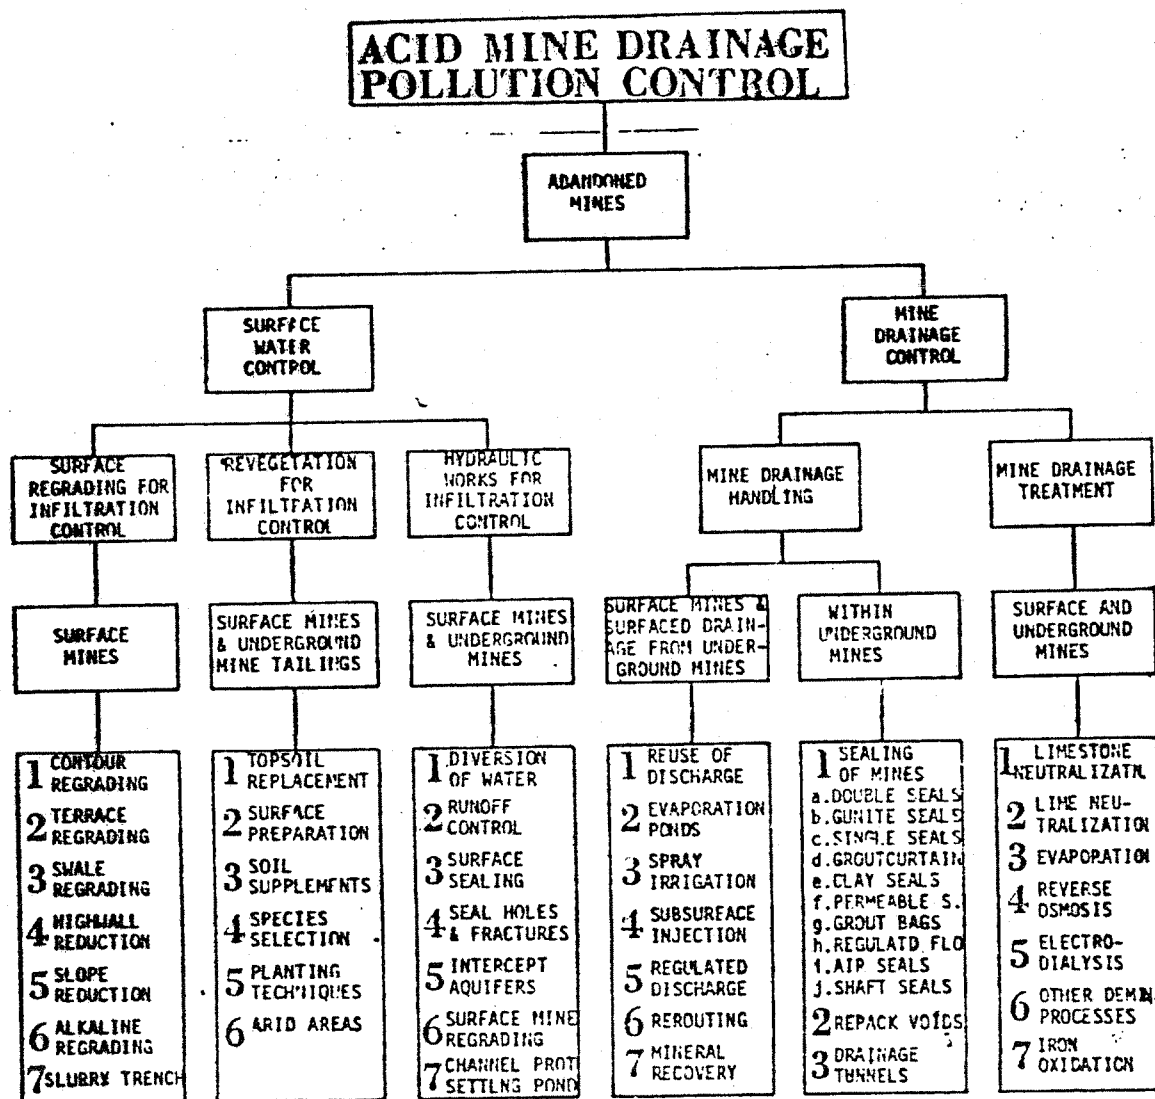 ACID MINE DRAINAGE
POLLUTION CONTROL
ABANDONED
MINES
SURFACE
WATER
CONTROL
MINE
DRAINAGE
CONTROL
SURFACE
REGRADING FOR
INFILTRATION
CONTROL
REVEGETATION
FOR
INFILTRATION
CONTROL
HYDRAULIC
WORKS FOR
INFILTRATION
CONTROL
MINE DRAINAGE
HANDLING
MINE DRAINAGE
TREATMENT
SURFACE
MINES
SURFACE MINES
& UNDERGROUND
MINE TAILINGS
SURFACE MINES
& UNDERGROUND
MINES
SURFACE MINES &
SURFACED DRAIN-
AGE FROM UNDER-
GROUND MINES
WITHIN
UNDERGROUND
MINES
SURFACE AND
UNDERGROUND
MINES
1 CONTOUR
REGRADING
2 TERRACE
REGRADING
3 SWALE
REGRADING
4 HIGHWALL
REDUCTION
5 SLOPE
REDUCTION
6 ALKALINE
REGRADING
7 SLURRY TRENCH
1 TOPSOIL
REPLACEMENT
2 SURFACE
PREPARATION
3 SOIL
SUPPLEMENTS
4 SPECIES
SELECTION
5 PLANTING
TECHNIQUES
6 ARID AREAS
1 DIVERSION
OF WATER
2 RUNOFF
CONTROL
3 SURFACE
SEALING
4 SEAL HOLES
& FRACTURES
5 INTERCEPT
AQUIFERS
6 SURFACE MINE
REGRADING
7 CHANNEL PROT
SETTLNG POND
1 REUSE OF
DISCHARGE
2 EVAPORATION
PONDS
3 SPRAY
IRRIGATION
4 SUBSURFACE
INJECTION
5 REGULATED
DISCHARGE
6 REROUTING
7 MINERAL
RECOVERY
1 SEALING
OF MINES
a. DOUBLE SEALS
b. GUNITE SEALS
c. SINGLE SEALS
d. GROUTCURTAIN
e. CLAY SEALS
f. PERMEABLE S.
g. GROUT BAGS
h. REGULATD FLO
i. AIR SEALS
j. SHAFT SEALS
2 REPACK VOIDS
3 DRAINAGE
TUNNELS
1 LIMESTONE
NEUTRALIZATN.
2 LIME NEU-
TRALIZATION
3 EVAPORATION
4 REVERSE
OSMOSIS
5 ELECTRO-
DIALYSIS
6 OTHER DEMIN.
PROCESSES
7 IRON
OXIDATION